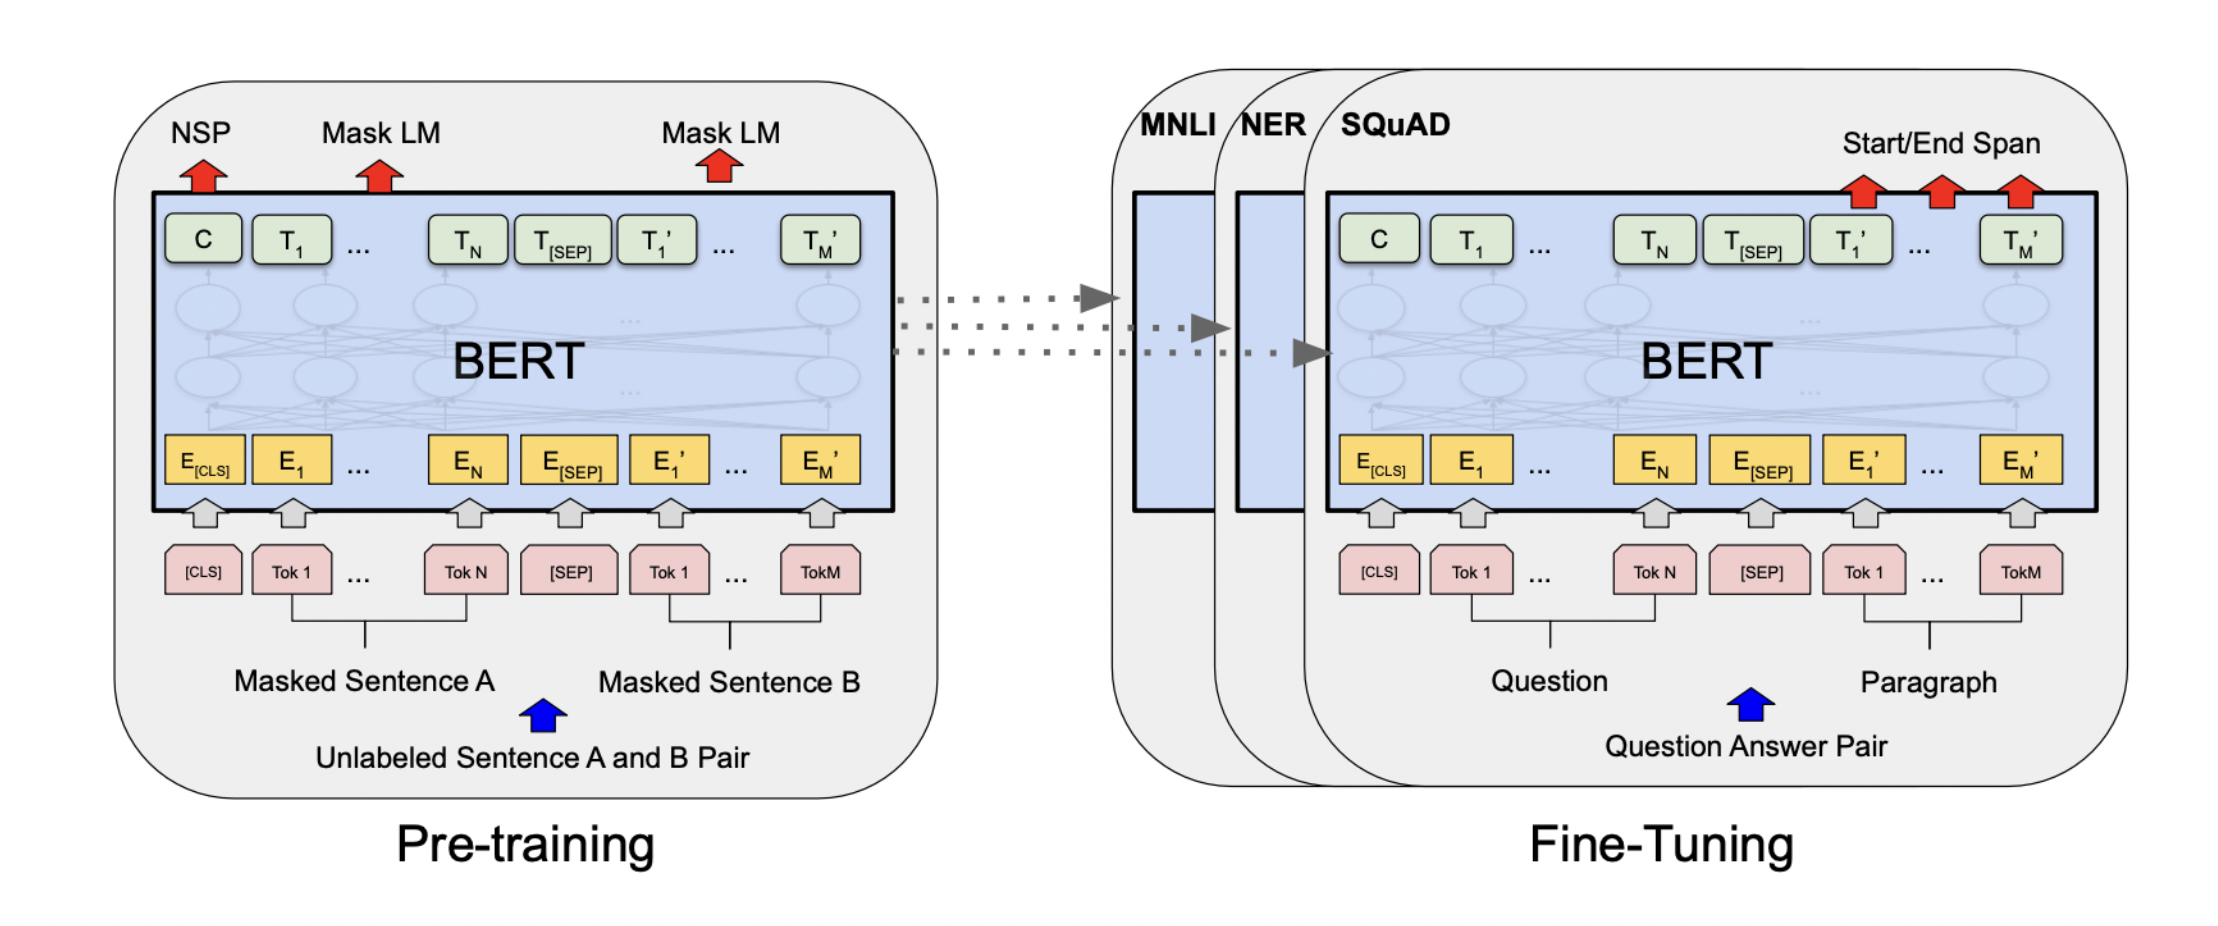 NSP Mask LM Mask LM
C T1 ... TN T[SEP] T1’ ... TM’
...
BERT
...
E[CLS] E1 ... EN E[SEP] E1’ ... EM’
[CLS] Tok 1 ... Tok N [SEP] Tok 1 ... TokM
Masked Sentence A Masked Sentence B
Unlabeled Sentence A and B Pair
Pre-training
MNLI NER SQuAD
Start/End Span
C T1 ... TN T[SEP] T1’ ... TM’
...
BERT
...
E[CLS] E1 ... EN E[SEP] E1’ ... EM’
[CLS] Tok 1 ... Tok N [SEP] Tok 1 ... TokM
Question Paragraph
Question Answer Pair
Fine-Tuning